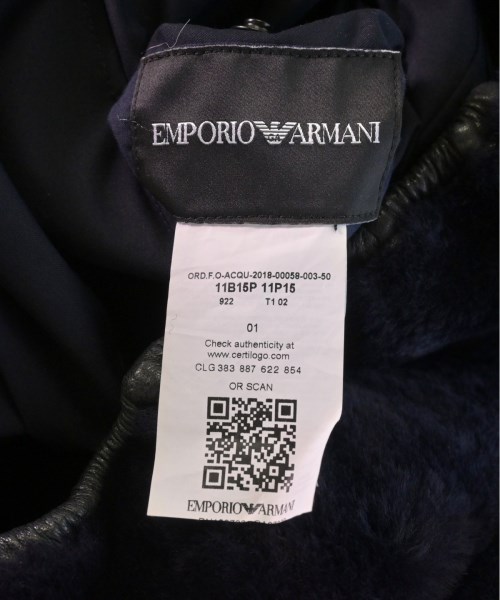 EMPORIO ARMANI
ORD.F.O-ACQU-2018-00058-003-50
11B15P 11P15
922 T1 02
01
Check authenticity at
www.certilogo.com
CLG 383 887 622 854
OR SCAN
EMPORIO ARMANI